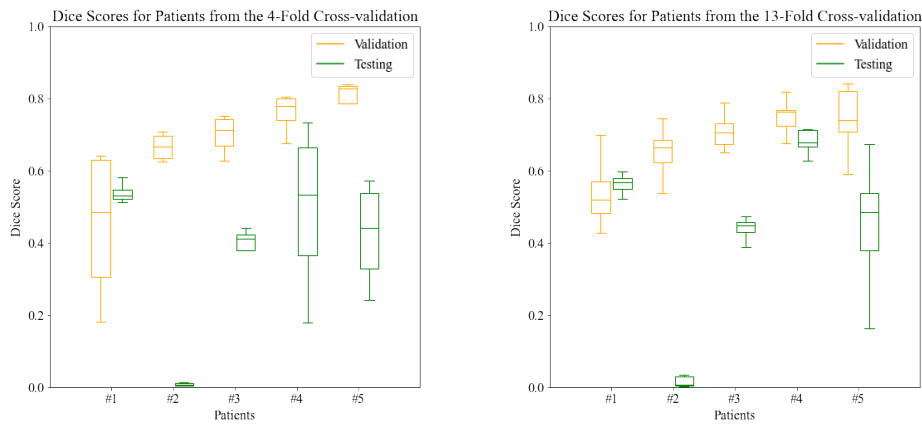 Dice Scores for Patients from the 4-Fold Cross-validation
1.0
0.8
0.6
0.4
0.2
0.0
Dice Score
Validation
Testing
#1 #2 #3 #4 #5
Patients
Dice Scores for Patients from the 13-Fold Cross-validation
1.0
0.8
0.6
0.4
0.2
0.0
Dice Score
Validation
Testing
#1 #2 #3 #4 #5
Patients